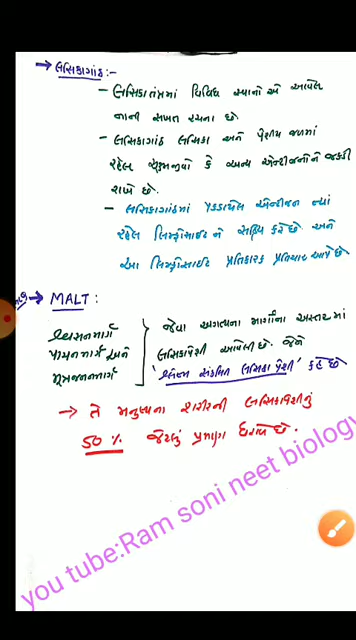 → લસિકાગાંઠ:-
- લસિકાતંત્રમાં વિવિધ સ્થાનોએ આવેલ
નાની સખત રચના છે.
- લસિકાગાંઠ લસિકા અને પેશીય જળમાં
રહેલ સૂક્ષ્મજીવો કે અન્ય એન્ટીજનોને જકડી
રાખે છે.
- લસિકાગાંઠમાં જકડાયેલ એન્ટીજન ત્યાં
રહેલ લિમ્ફોસાઈટ ને સક્રિય કરે છે અને
આ લિમ્ફોસાઈટ પ્રતિકારક પ્રતિચાર આપે છે
→ MALT:
શ્વસનમાર્ગ
પાચનમાર્ગ અને
મૂત્રજનનમાર્ગ
જેવા અગત્યના માર્ગોના અસ્તરમાં
લસિકાપેશી આવેલી છે. જેને
'શ્લેષ્મ સંકલિત લસિકા પેશી' કહે છે
→ તે મનુષ્યના શરીરની લસિકાપેશીનું
50 % જેટલું પ્રમાણ ધરાવે છે.
you tube:Ram soni neet biology